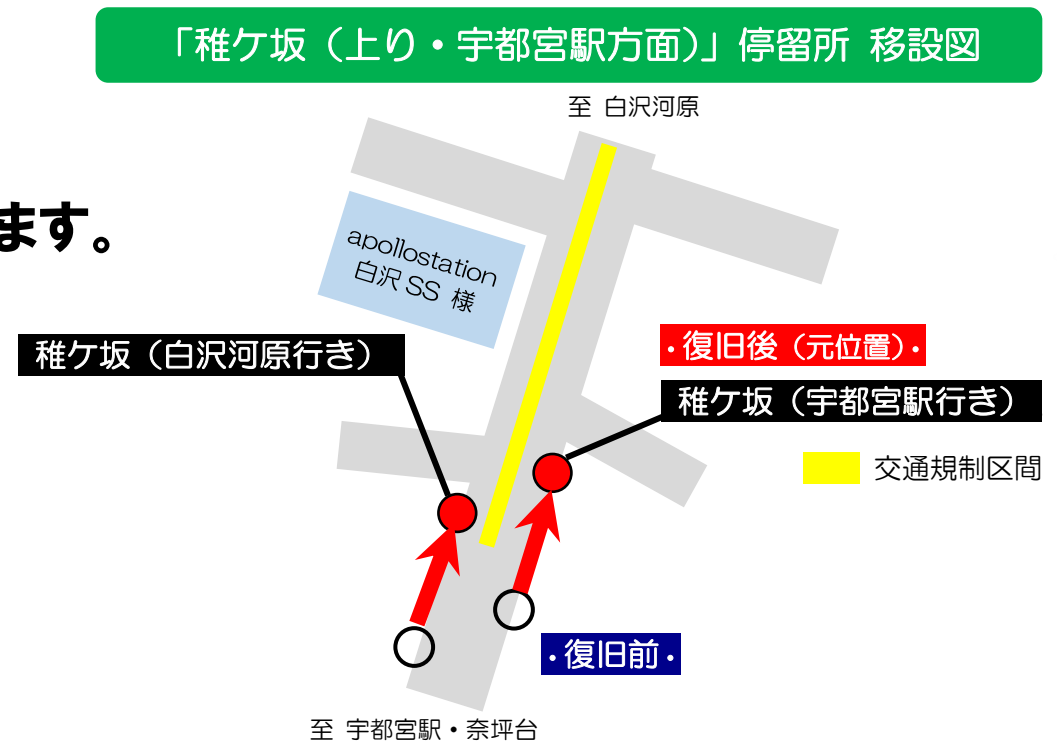 「稚ケ坂（上り・宇都宮駅方面）」停留所 移設図
至 白沢河原
ます。
apollostation
白沢 SS 様
稚ケ坂（白沢河原行き）
・復旧後（元位置）・
稚ケ坂（宇都宮駅行き）
交通規制区間
・復旧前・
至 宇都宮駅・奈坪台